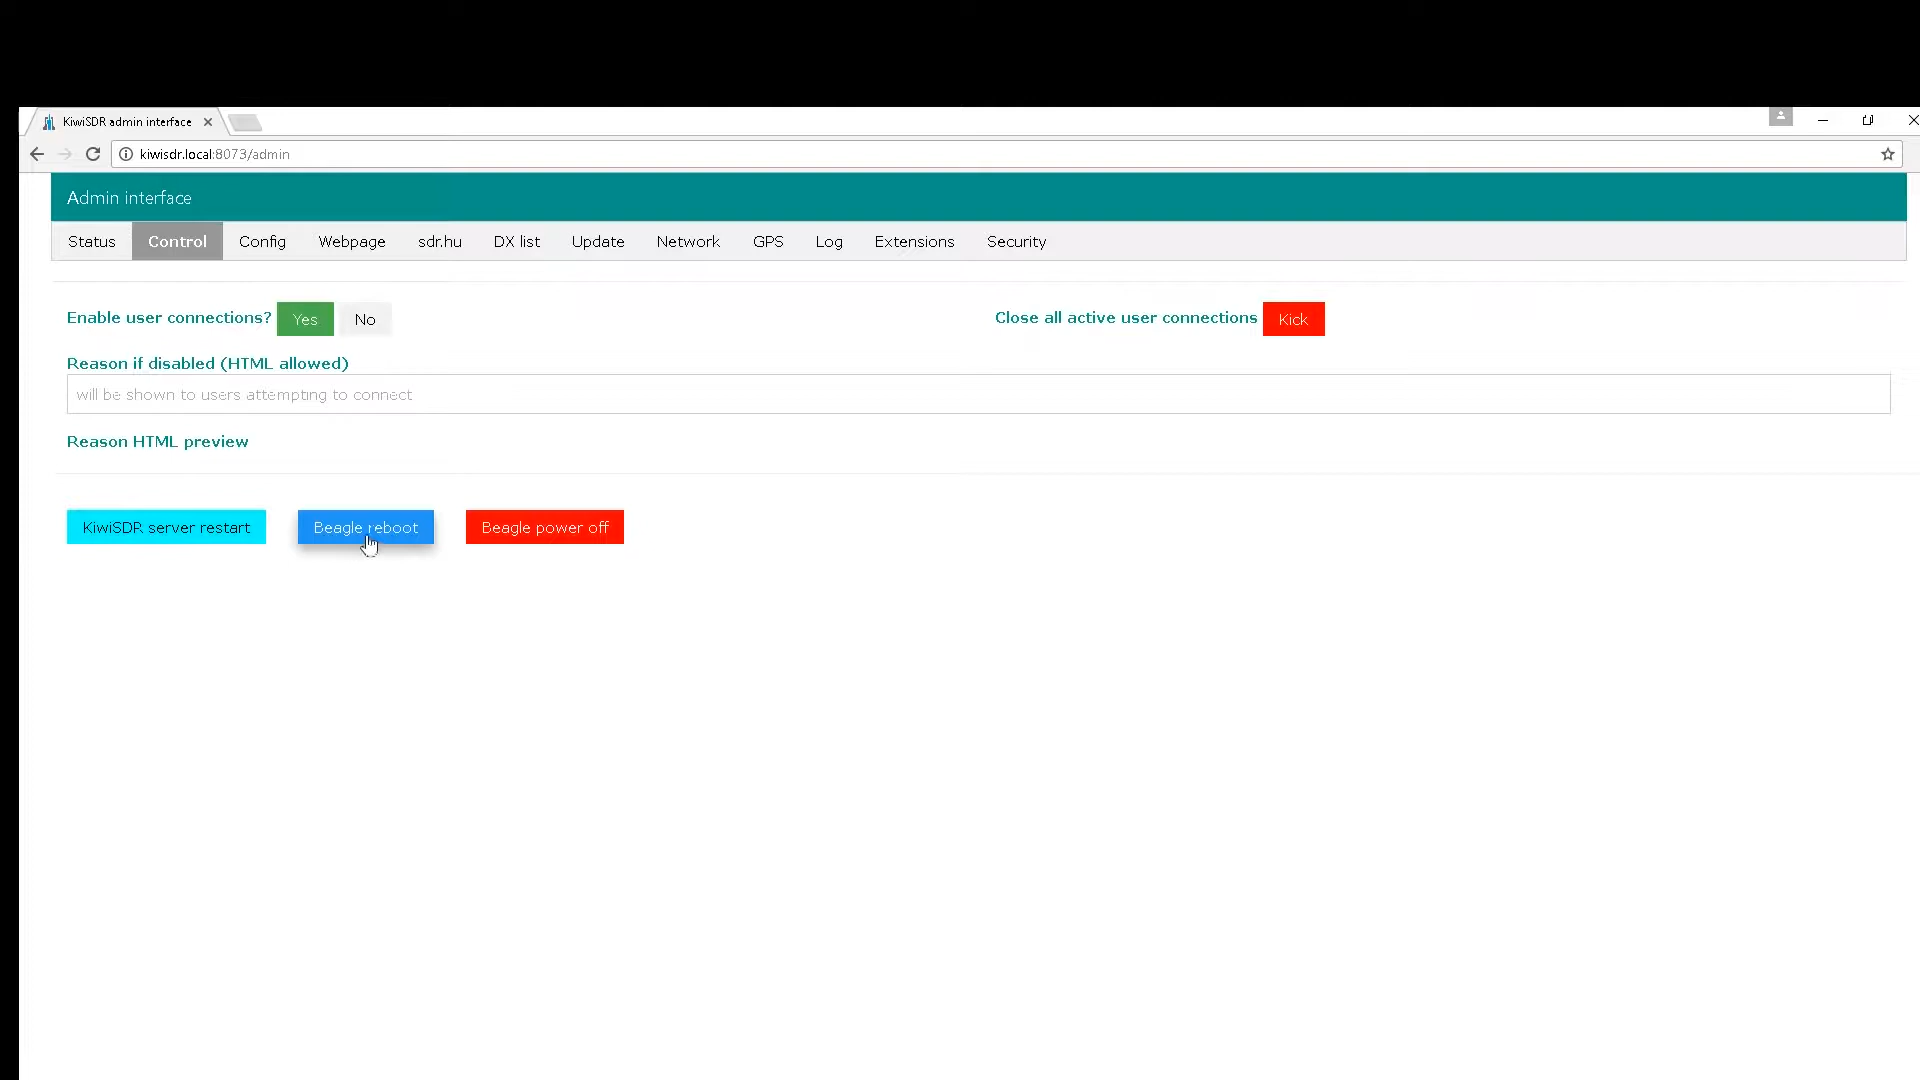 KiwiSDR admin interface
kiwisdr.local:8073/admin
Admin interface
Status Control Config Webpage sdr.hu DX list Update Network GPS Log Extensions Security
Enable user connections? Yes No Close all active user connections Kick
Reason if disabled (HTML allowed)
will be shown to users attempting to connect
Reason HTML preview
KiwiSDR server restart Beagle reboot Beagle power off